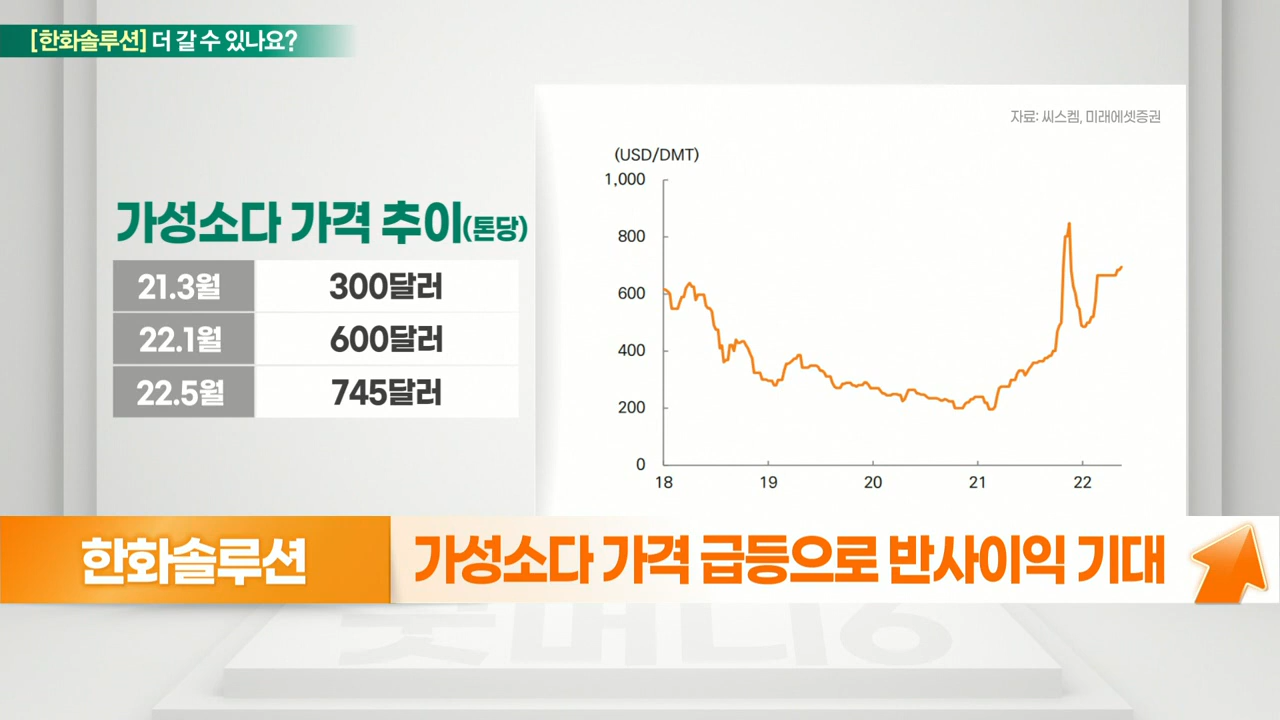 [한화솔루션] 더 갈 수 있나요?
자료: 씨스켐, 미래에셋증권
가성소다 가격 추이(톤당)
21.3월 300달러
22.1월 600달러
22.5월 745달러
(USD/DMT)
1,000
800
600
400
200
0
18 19 20 21 22
한화솔루션 가성소다 가격 급등으로 반사이익 기대
굿머니6